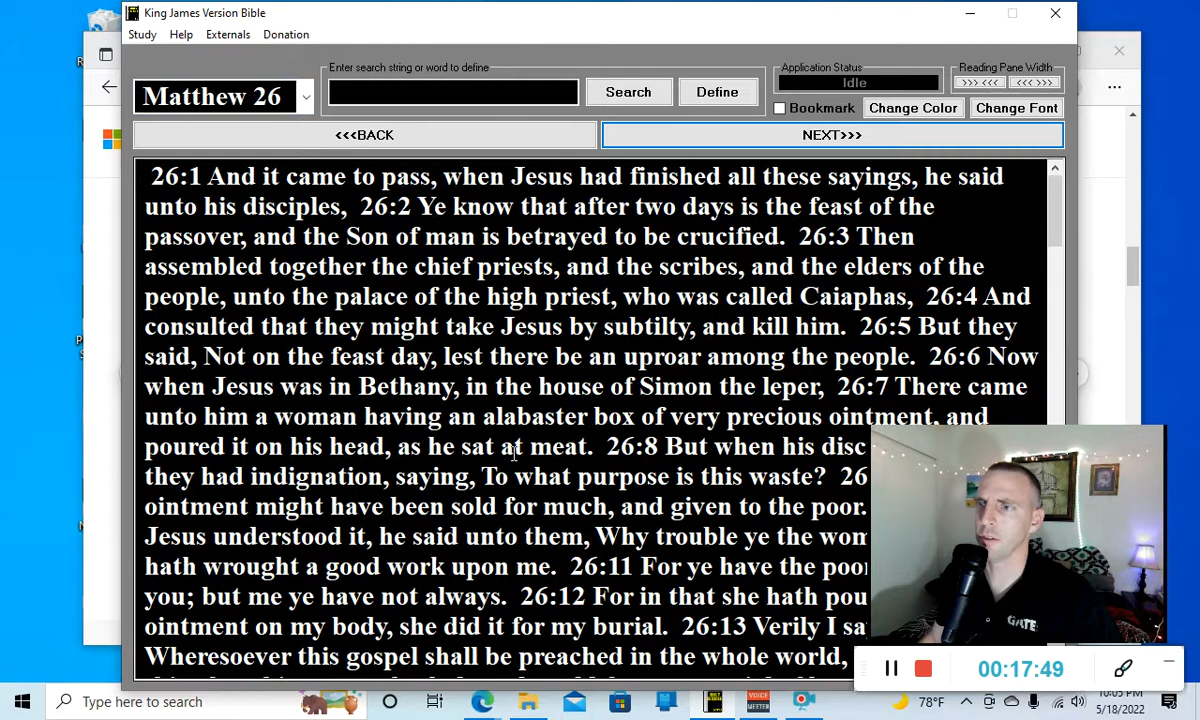 King James Version Bible
Study Help Externals Donation
Enter search string or word to define
Application Status
Reading Pane Width
Matthew 26
Search
Define
Idle
>>> <<<
<<< >>>
Bookmark
Change Color
Change Font
<<<BACK
NEXT>>>
26:1 And it came to pass, when Jesus had finished all these sayings, he said
unto his disciples, 26:2 Ye know that after two days is the feast of the
passover, and the Son of man is betrayed to be crucified. 26:3 Then
assembled together the chief priests, and the scribes, and the elders of the
people, unto the palace of the high priest, who was called Caiaphas, 26:4 And
consulted that they might take Jesus by subtilty, and kill him. 26:5 But they
said, Not on the feast day, lest there be an uproar among the people. 26:6 Now
when Jesus was in Bethany, in the house of Simon the leper, 26:7 There came
unto him a woman having an alabaster box of very precious ointment, and
poured it on his head, as he sat at meat. 26:8 But when his disc
they had indignation, saying, To what purpose is this waste? 26
ointment might have been sold for much, and given to the poor.
Jesus understood it, he said unto them, Why trouble ye the wom
hath wrought a good work upon me. 26:11 For ye have the poor
you; but me ye have not always. 26:12 For in that she hath pou
ointment on my body, she did it for my burial. 26:13 Verily I sa
Wheresoever this gospel shall be preached in the whole world,
GATE
00:17:49
Type here to search
HOLY BIBLE
VOICE MEETER
78°F
10:05 PM
5/18/2022